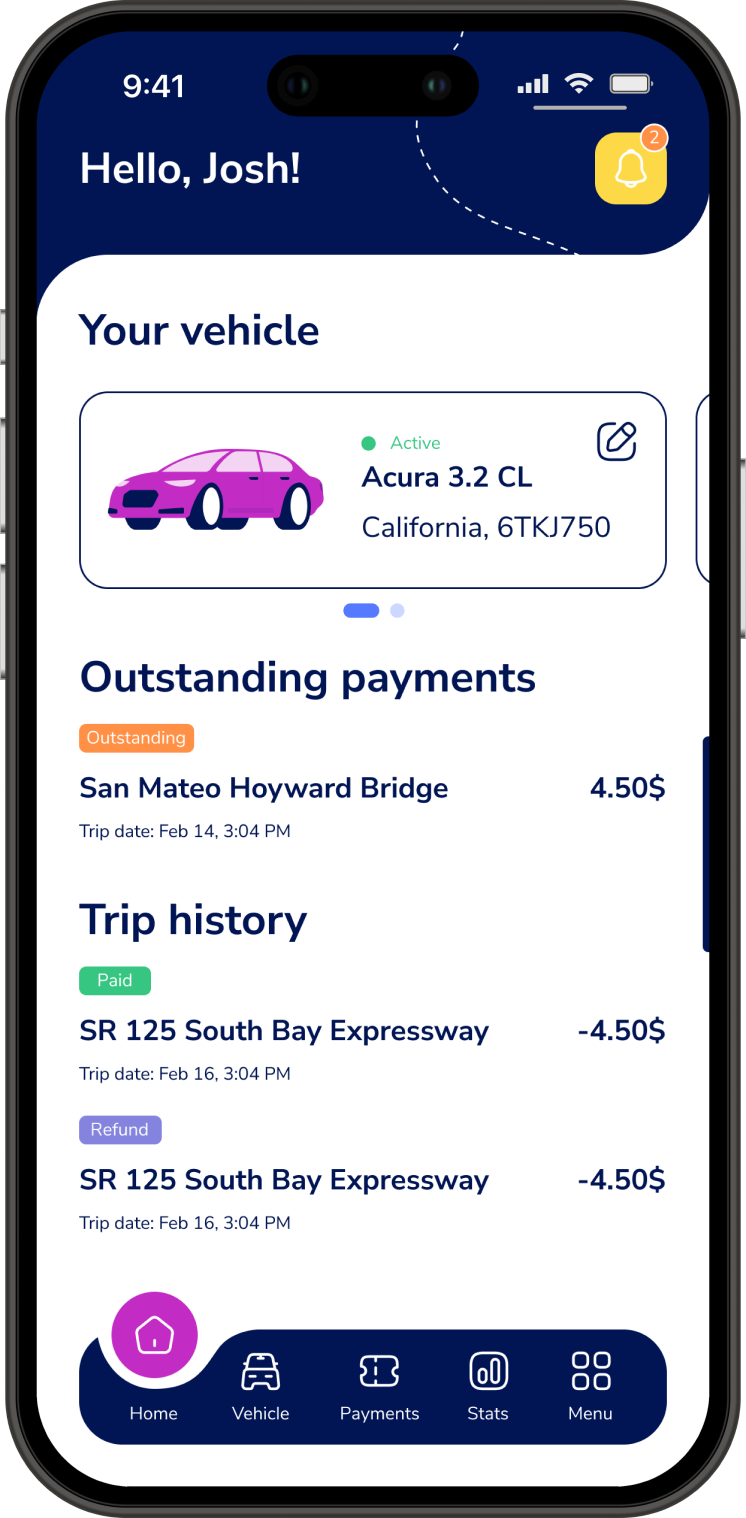 9:41
Hello, Josh!
2
Your vehicle
Active
Acura 3.2 CL
California, 6TKJ750
Outstanding payments
Outstanding
San Mateo Hoyward Bridge
4.50$
Trip date: Feb 14, 3:04 PM
Trip history
Paid
SR 125 South Bay Expressway
-4.50$
Trip date: Feb 16, 3:04 PM
Refund
SR 125 South Bay Expressway
-4.50$
Trip date: Feb 16, 3:04 PM
Home
Vehicle
Payments
Stats
Menu